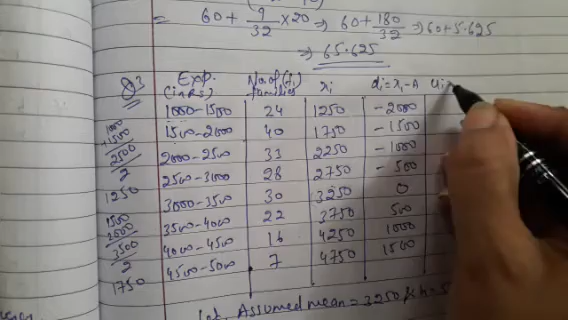 = 60 + 9/32 × 20 ⇒ 60 + 180/32 ⇒ 60 + 5.625
⇒ 65.625
Q3 Exp. (in Rs) No. of (fi) families xi di = xi - A ui
1000-1500 24 1250 -2000
1500-2000 40 1750 -1500
2000-2500 33 2250 -1000
2500-3000 28 2750 -500
3000-3500 30 3250 0
3500-4000 22 3750 500
4000-4500 16 4250 1000
4500-5000 7 4750 1500
1000
+1500
2500
2
1250
1500
2000
3500
2
1750
let, Assumed mean = 3250 & h = 5